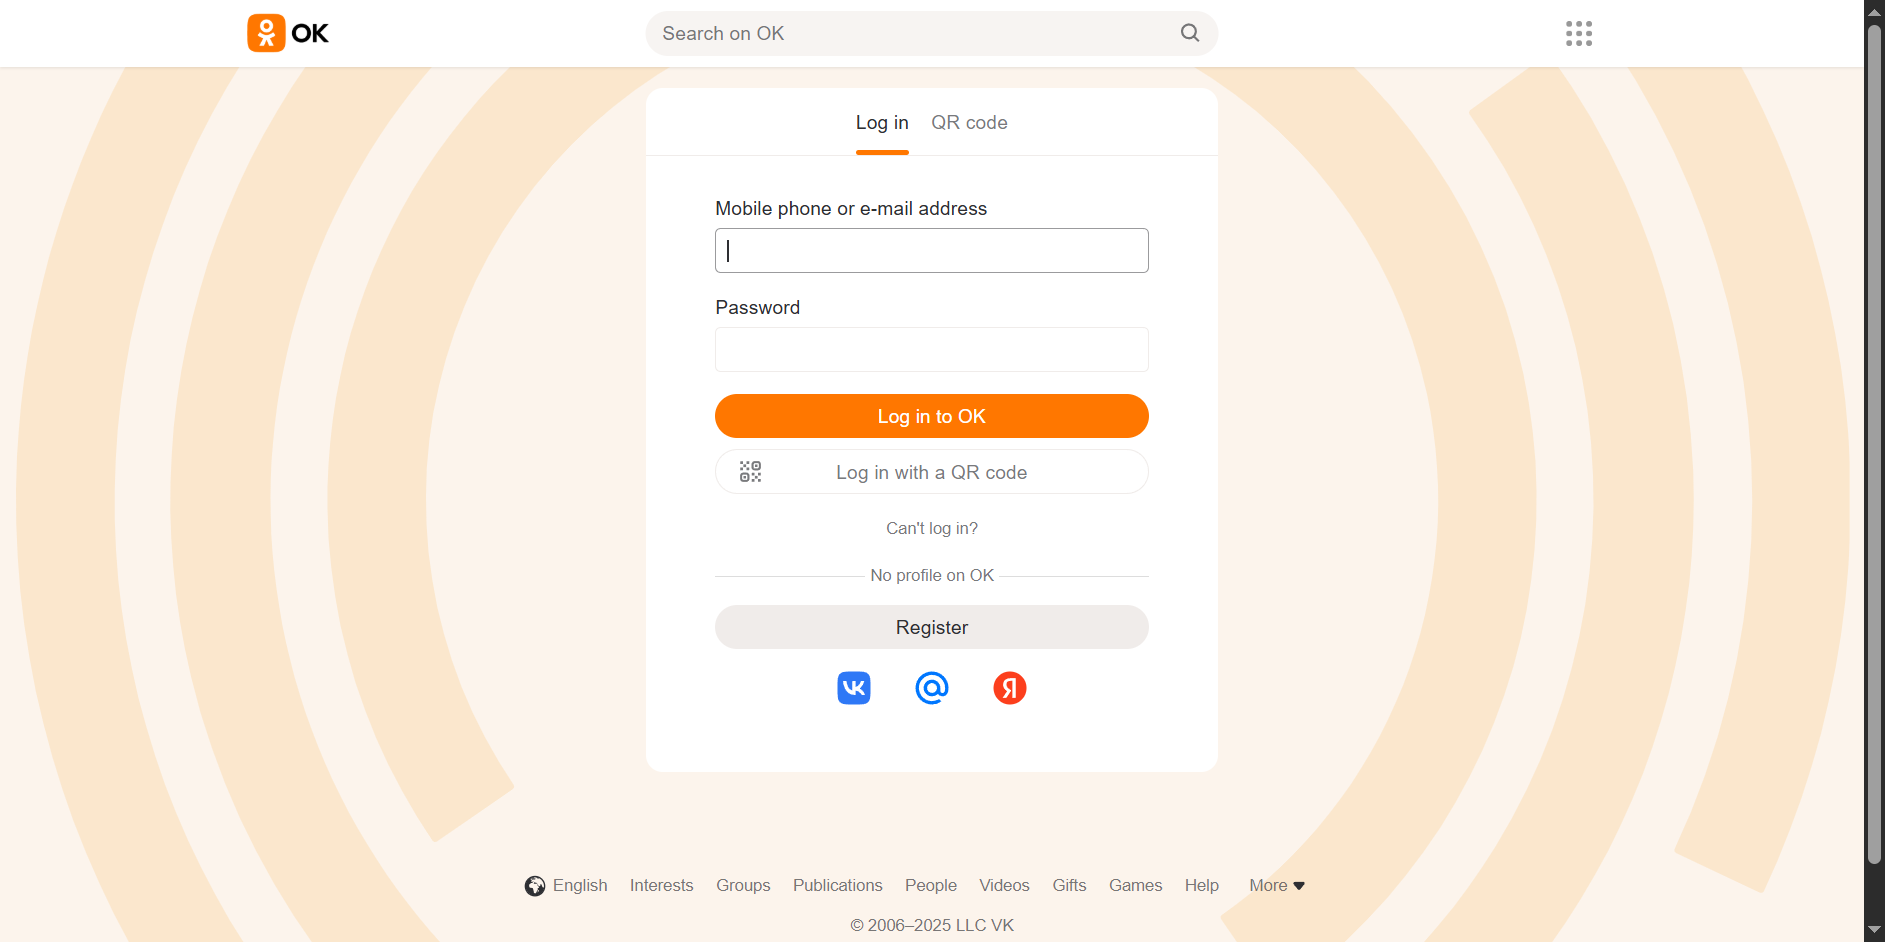 OK
Search on OK
Log in QR code
Mobile phone or e-mail address
Password
Log in to OK
Log in with a QR code
Can't log in?
No profile on OK
Register
English Interests Groups Publications People Videos Gifts Games Help More
© 2006–2025 LLC VK